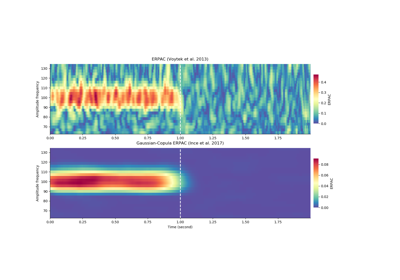 ERPAC (Voytek et al. 2013)
Amplitude frequency
130
120
110
100
90
80
70
0.00 0.25 0.50 0.75 1.00 1.25 1.50 1.75
0.4
0.3
0.2
0.1
0.0
ERPAC
Gaussian-Copula ERPAC (Ince et al. 2017)
Amplitude frequency
130
120
110
100
90
80
70
0.00 0.25 0.50 0.75 1.00 1.25 1.50 1.75
Time (second)
0.08
0.06
0.04
0.02
0.00
ERPAC